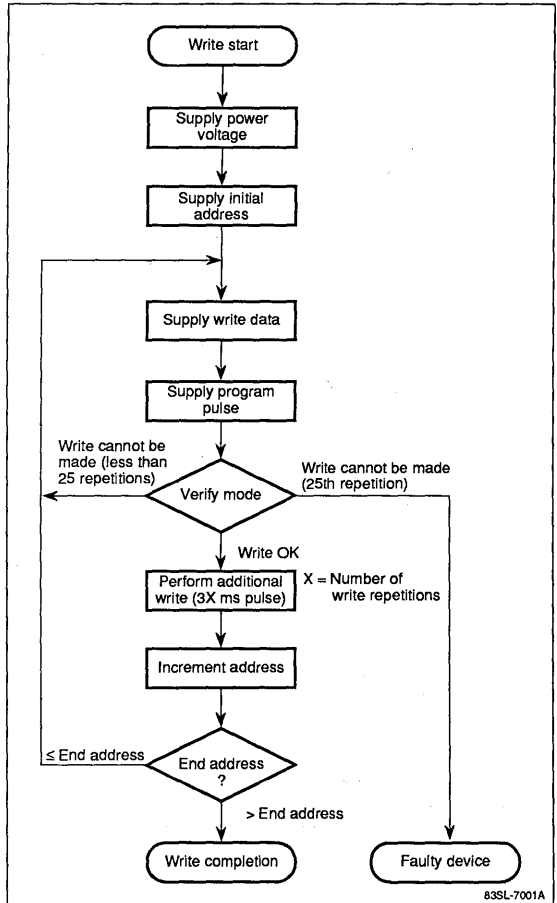 Write start
Supply power
voltage
Supply initial
address
Supply write data
Supply program
pulse
Write cannot be
made (less than
25 repetitions)
Verify mode
Write cannot be made
(25th repetition)
Write OK
Perform additional
write (3X ms pulse)
X = Number of
write repetitions
Increment address
≤ End address
End address
?
> End address
Write completion
Faulty device
83SL-7001A